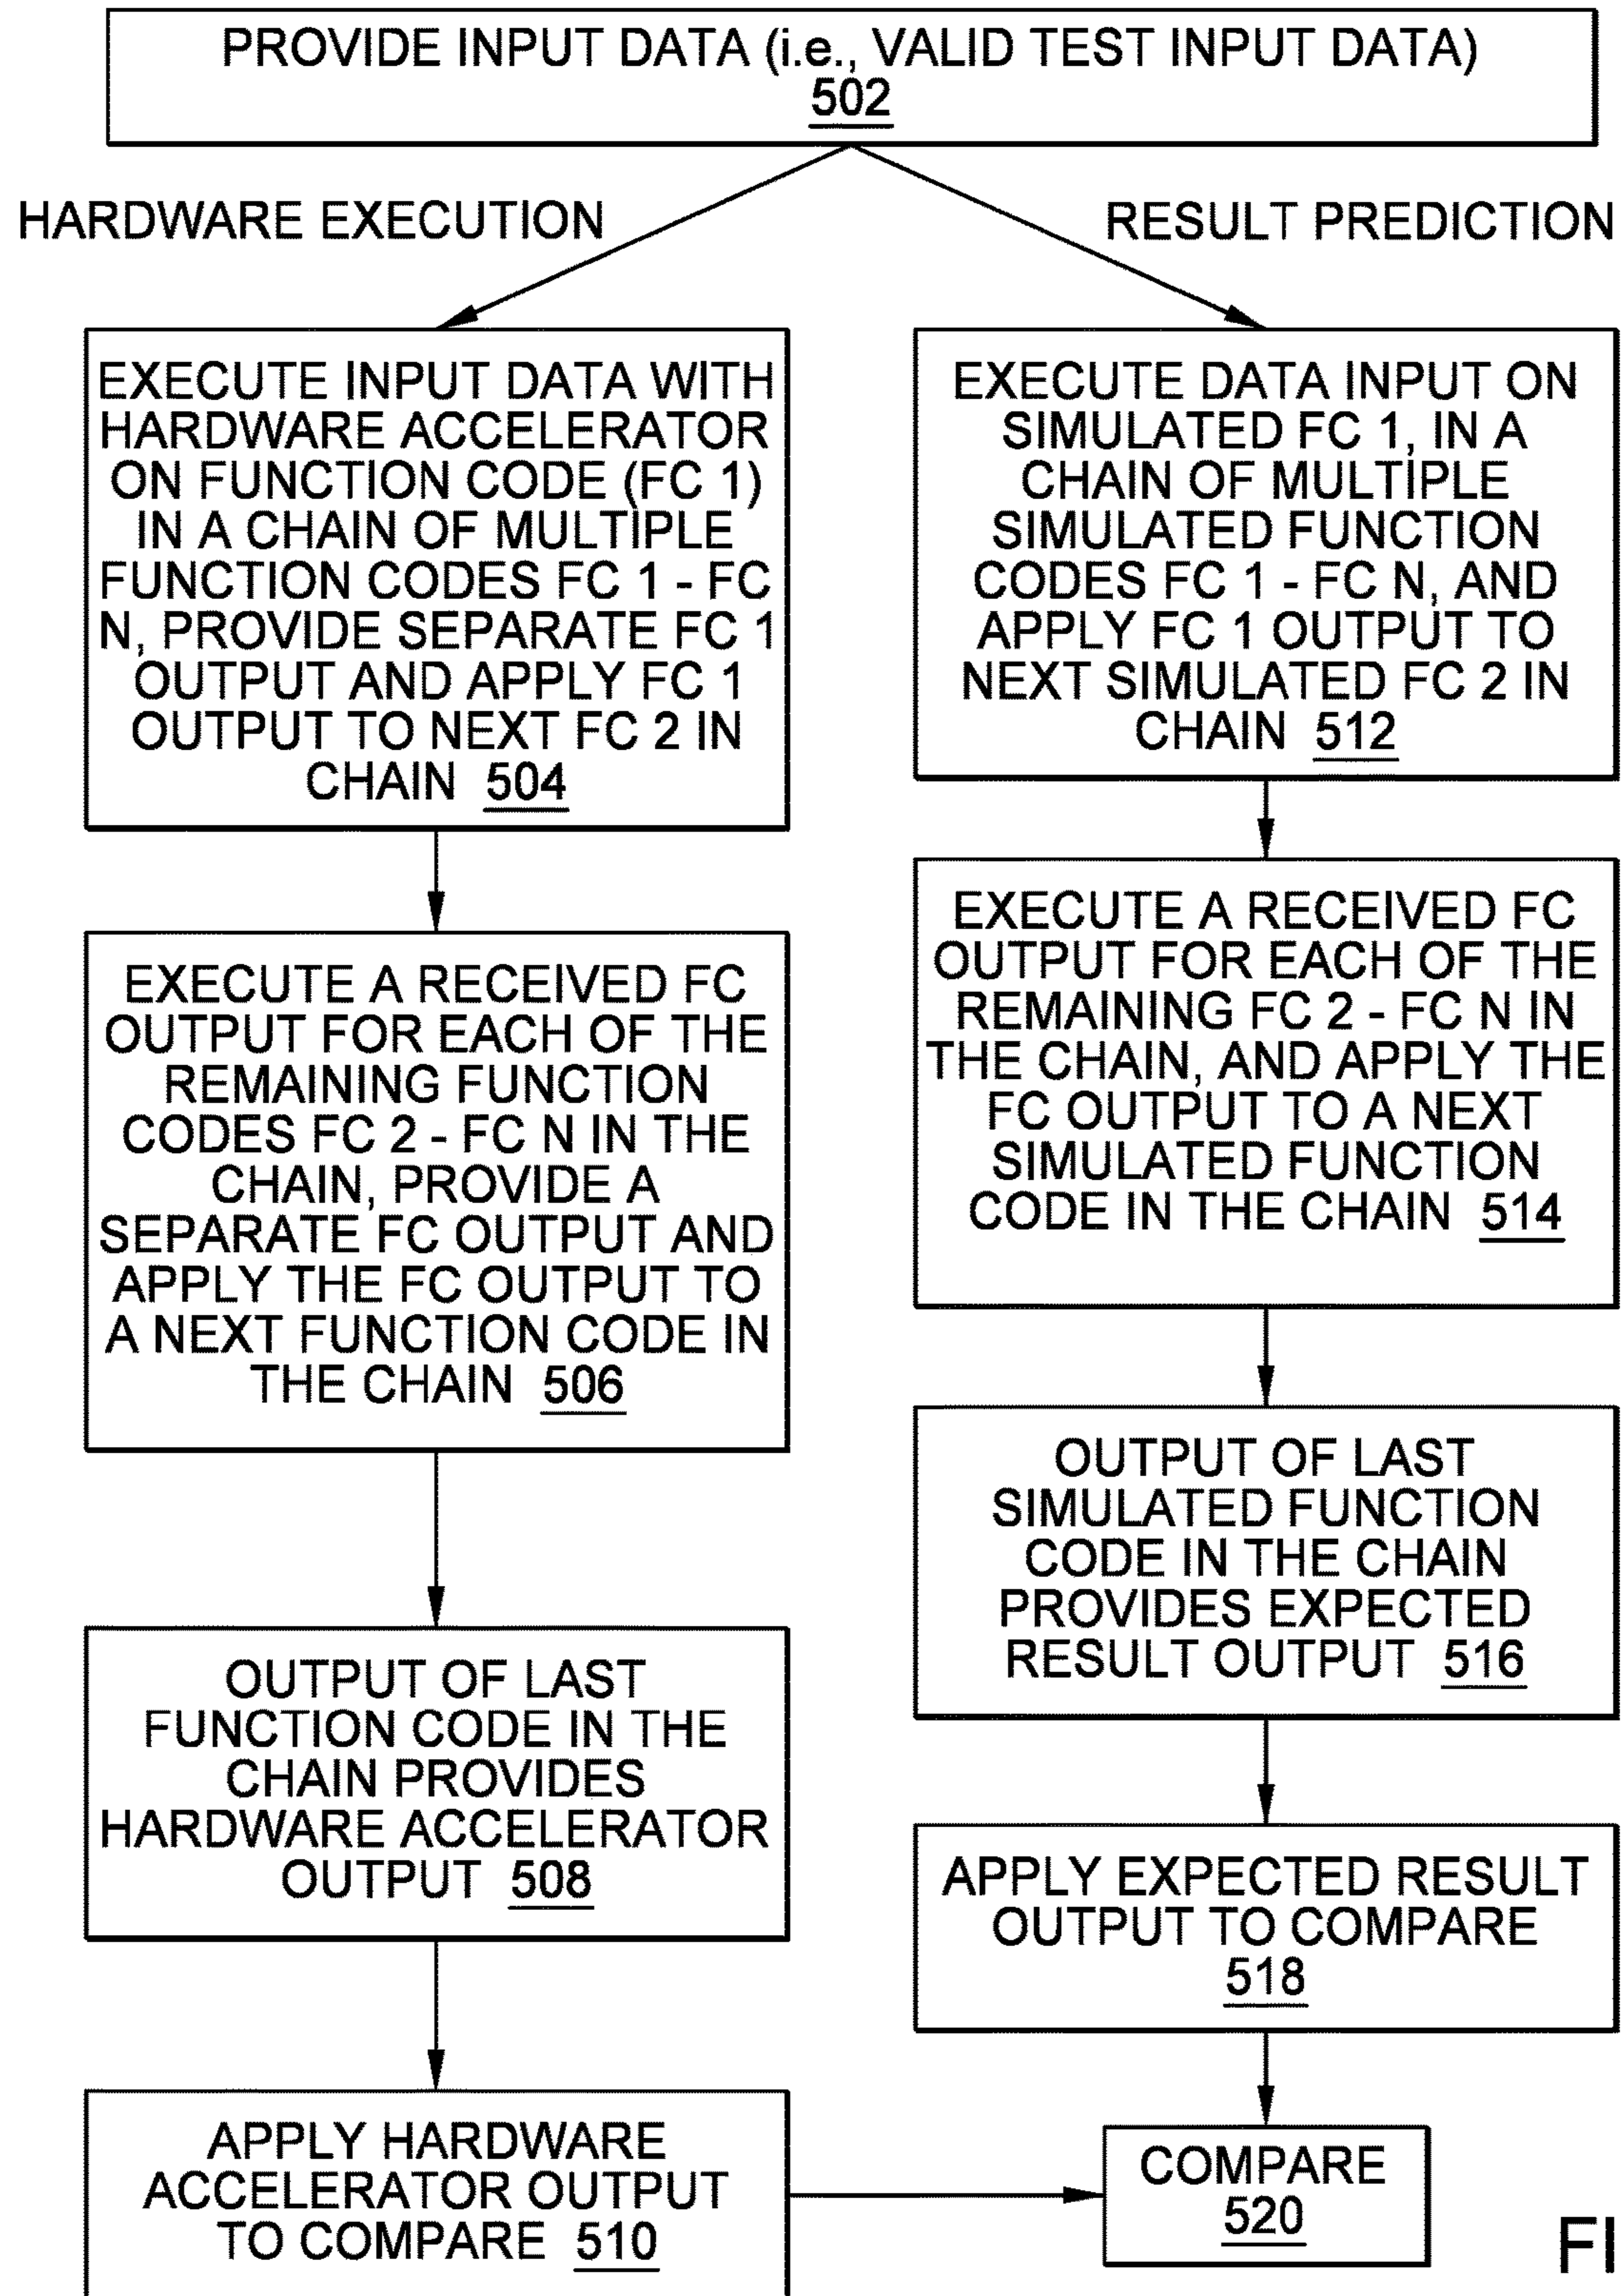 PROVIDE INPUT DATA (i.e., VALID TEST INPUT DATA)
502
HARDWARE EXECUTION
RESULT PREDICTION
EXECUTE INPUT DATA WITH
HARDWARE ACCELERATOR
ON FUNCTION CODE (FC 1)
IN A CHAIN OF MULTIPLE
FUNCTION CODES FC 1 - FC
N, PROVIDE SEPARATE FC 1
OUTPUT AND APPLY FC 1
OUTPUT TO NEXT FC 2 IN
CHAIN 504
EXECUTE A RECEIVED FC
OUTPUT FOR EACH OF THE
REMAINING FUNCTION
CODES FC 2 - FC N IN THE
CHAIN, PROVIDE A
SEPARATE FC OUTPUT AND
APPLY THE FC OUTPUT TO
A NEXT FUNCTION CODE IN
THE CHAIN 506
OUTPUT OF LAST
FUNCTION CODE IN THE
CHAIN PROVIDES
HARDWARE ACCELERATOR
OUTPUT 508
APPLY HARDWARE
ACCELERATOR OUTPUT
TO COMPARE 510
EXECUTE DATA INPUT ON
SIMULATED FC 1, IN A
CHAIN OF MULTIPLE
SIMULATED FUNCTION
CODES FC 1 - FC N, AND
APPLY FC 1 OUTPUT TO
NEXT SIMULATED FC 2 IN
CHAIN 512
EXECUTE A RECEIVED FC
OUTPUT FOR EACH OF THE
REMAINING FC 2 - FC N IN
THE CHAIN, AND APPLY THE
FC OUTPUT TO A NEXT
SIMULATED FUNCTION
CODE IN THE CHAIN 514
OUTPUT OF LAST
SIMULATED FUNCTION
CODE IN THE CHAIN
PROVIDES EXPECTED
RESULT OUTPUT 516
APPLY EXPECTED RESULT
OUTPUT TO COMPARE
518
COMPARE
520
FI